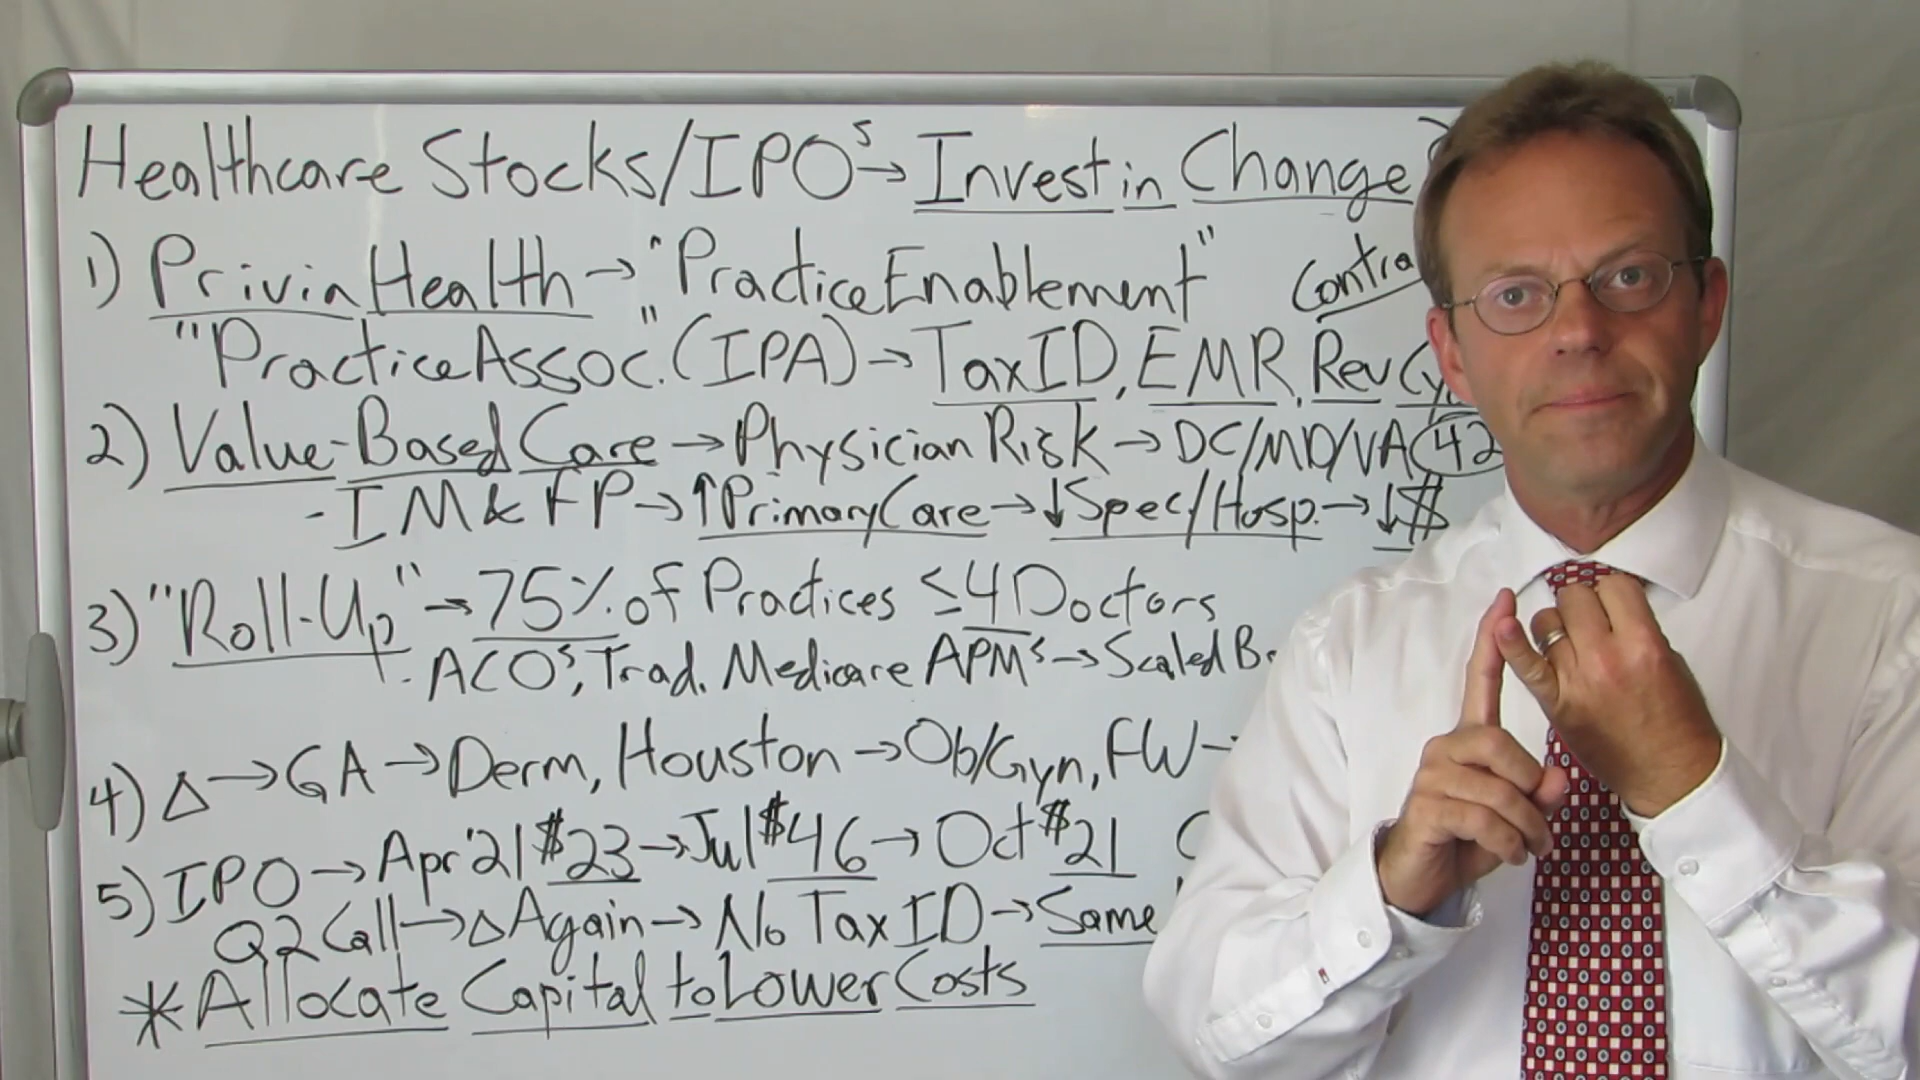 Healthcare Stocks/IPOs→ Invest in Change?
1) Privia Health → "Practice Enablement"
"Practice Assoc." (IPA) → Tax ID, EMR, Rev Cy
2) Value-Based Care → Physician Risk → DC/MD/VA 42
- IM & FP → ↑Primary Care → ↓Spec/Hosp. → ↓$
3) "Roll-Up" → 75% of Practices ≤4 Doctors
- ACOs, Trad. Medicare APMs → Scaled
4) Δ → GA → Derm, Houston → Ob/Gyn, FW →
5) IPO → Apr '21 $23 → Jul $46 → Oct $21
Q2 Call → Δ Again → No Tax ID → Same
* Allocate Capital to Lower Costs